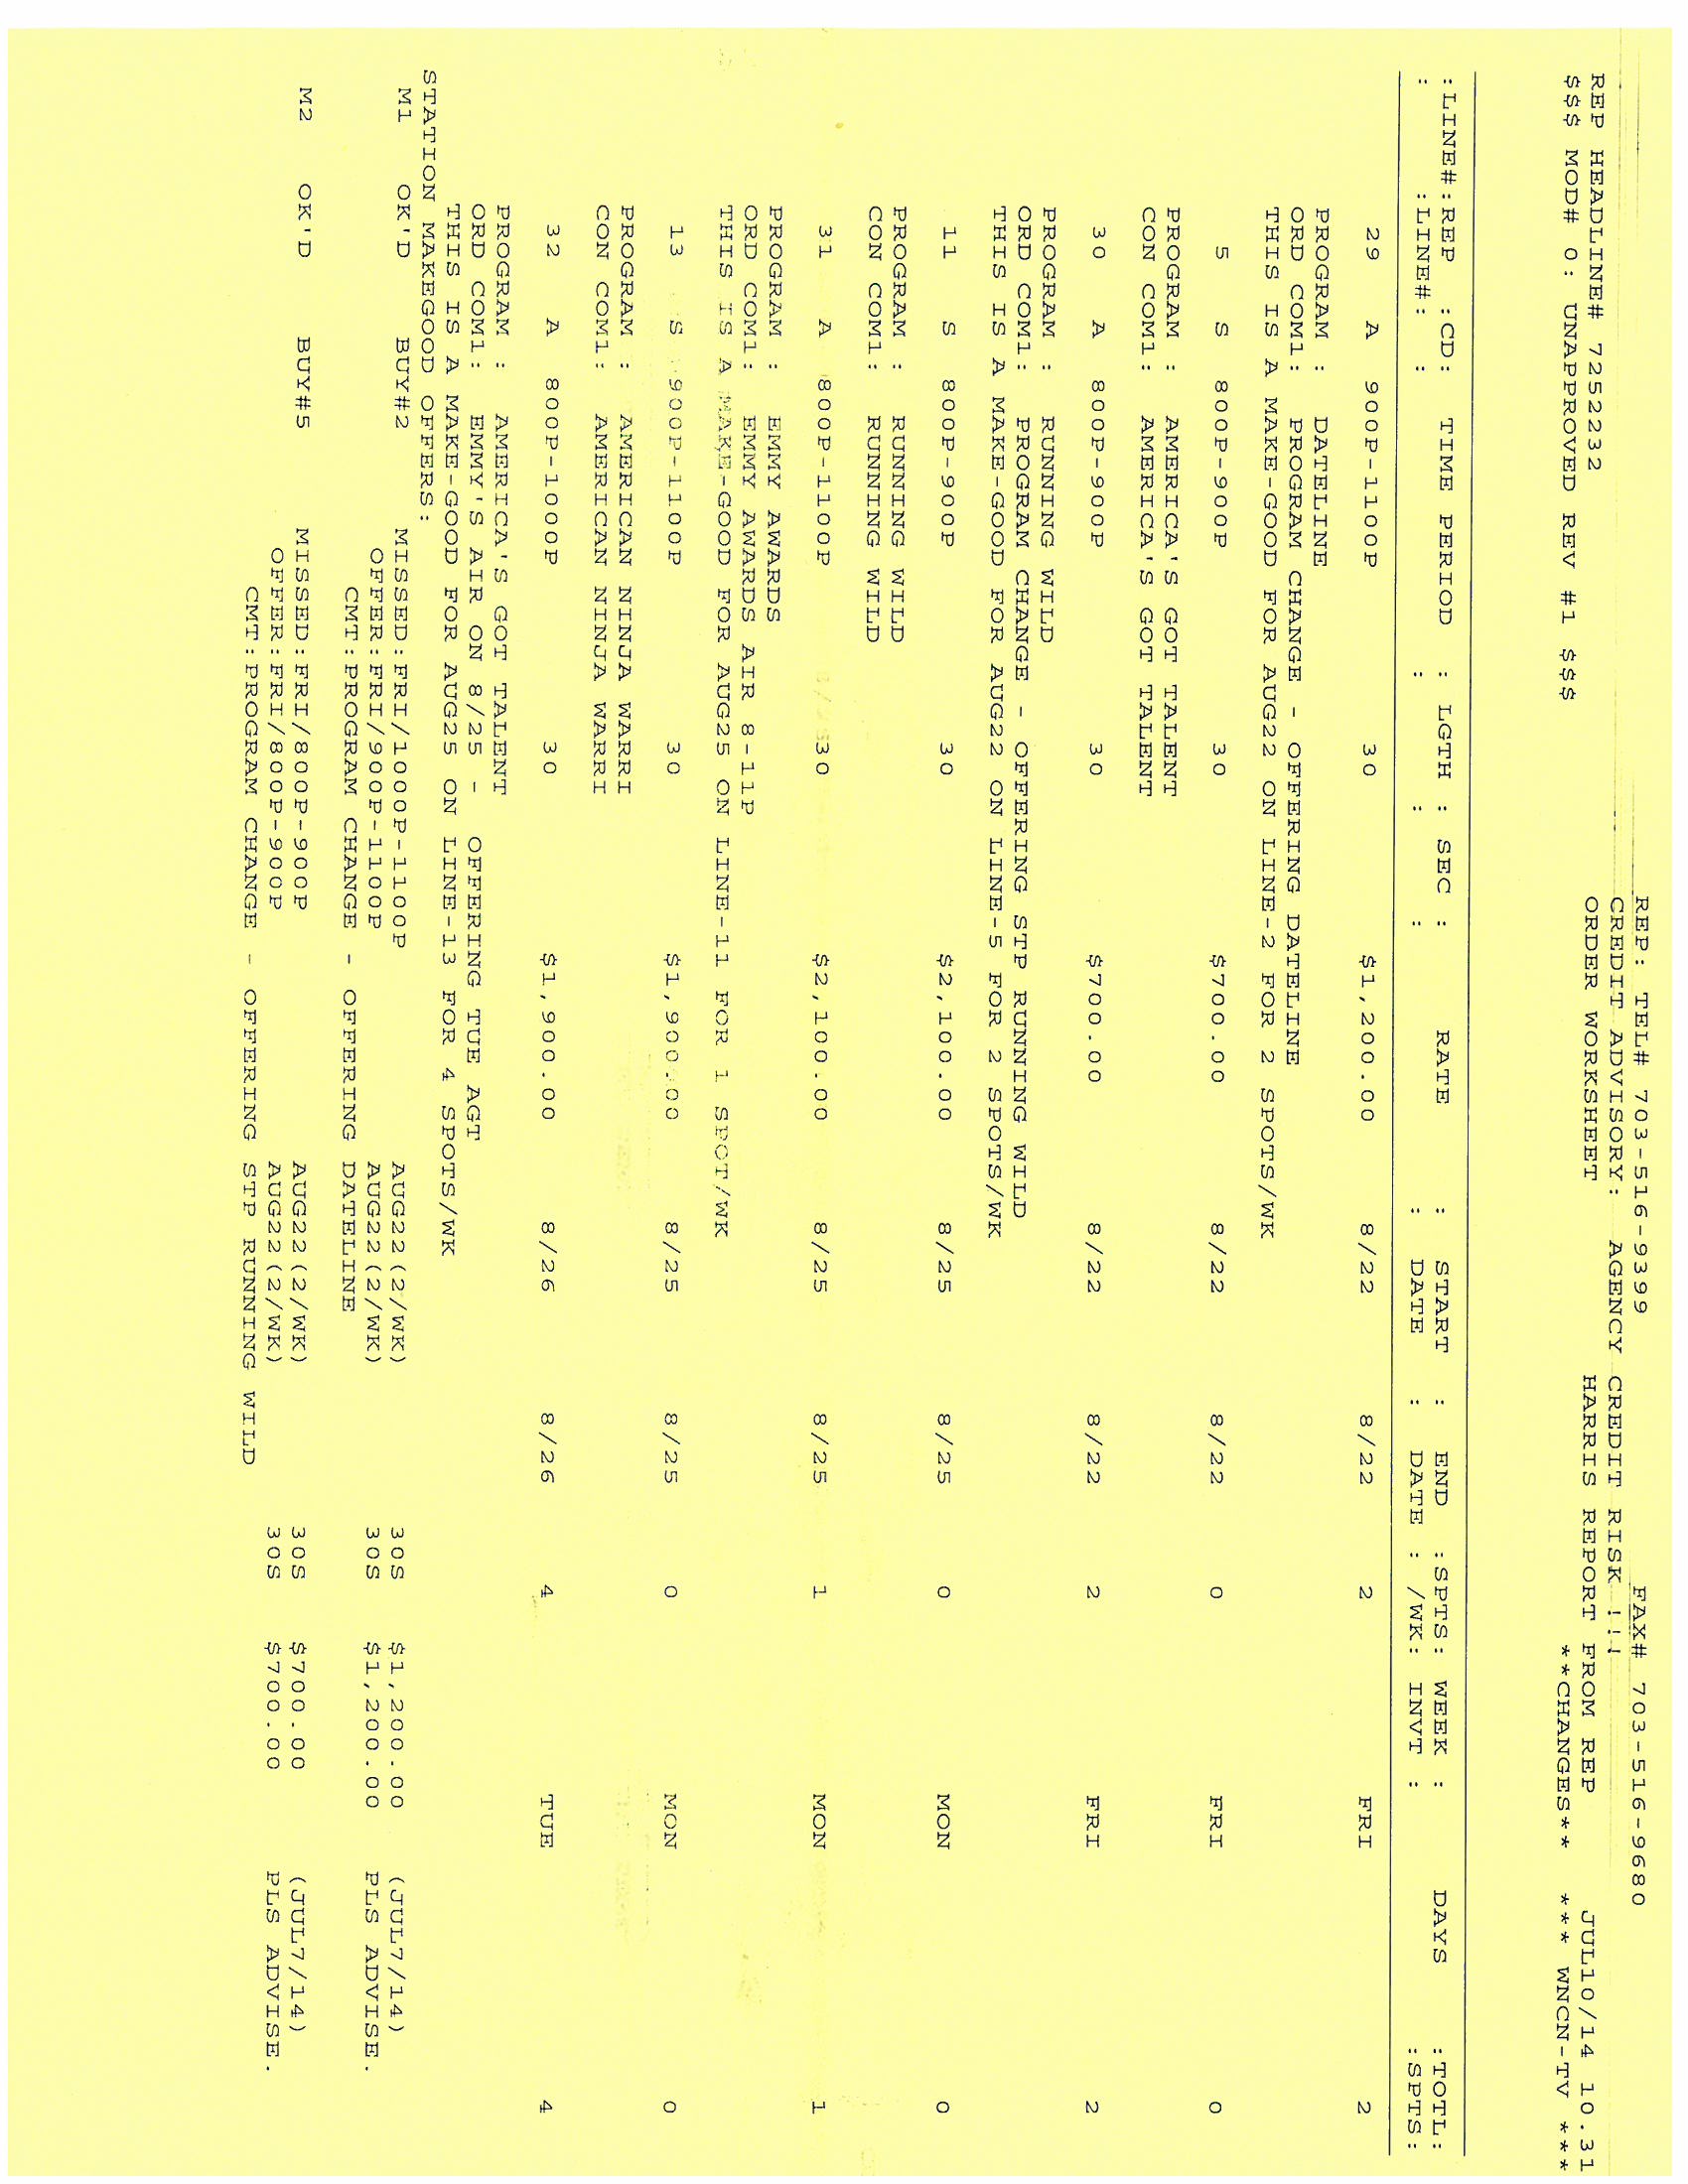 REP: TEL# 703-516-9399 FAX# 703-516-9680
CREDIT ADVISORY: AGENCY CREDIT RISK !!!
REP HEADLINE# 7252232 ORDER WORKSHEET HARRIS REPORT FROM REP JUL10/14 10.31
$$$ MOD# 0: UNAPPROVED REV #1 $$$ **CHANGES** *** WNCN-TV ***
:LINE#:REP :CD: TIME PERIOD : LGTH : SEC : RATE : START : END :SPTS: WEEK : DAYS :TOTL:
: :LINE#: : : : : DATE : DATE : /WK: INVT : :SPTS:
29 A 900P-1100P 30 $1,200.00 8/22 8/22 2 FRI 2
PROGRAM : DATELINE
ORD COM1: PROGRAM CHANGE - OFFERING DATELINE
THIS IS A MAKE-GOOD FOR AUG22 ON LINE-2 FOR 2 SPOTS/WK
5 S 800P-900P 30 $700.00 8/22 8/22 0 FRI 0
PROGRAM : AMERICA'S GOT TALENT
CON COM1: AMERICA'S GOT TALENT
30 A 800P-900P 30 $700.00 8/22 8/22 2 FRI 2
PROGRAM : RUNNING WILD
ORD COM1: PROGRAM CHANGE - OFFERING STP RUNNING WILD
THIS IS A MAKE-GOOD FOR AUG22 ON LINE-5 FOR 2 SPOTS/WK
11 S 800P-900P 30 $2,100.00 8/25 8/25 0 MON 0
PROGRAM : RUNNING WILD
CON COM1: RUNNING WILD
31 A 800P-1100P 30 $2,100.00 8/25 8/25 1 MON 1
PROGRAM : EMMY AWARDS
ORD COM1: EMMY AWARDS AIR 8-11P
THIS IS A MAKE-GOOD FOR AUG25 ON LINE-11 FOR 1 SPOT/WK
13 S 900P-1100P 30 $1,900.00 8/25 8/25 0 MON 0
PROGRAM : AMERICAN NINJA WARRI
CON COM1: AMERICAN NINJA WARRI
32 A 800P-1000P 30 $1,900.00 8/26 8/26 4 TUE 4
PROGRAM : AMERICA'S GOT TALENT
ORD COM1: EMMY'S AIR ON 8/25 - OFFERING TUE AGT
THIS IS A MAKE-GOOD FOR AUG25 ON LINE-13 FOR 4 SPOTS/WK
STATION MAKEGOOD OFFERS:
M1 OK'D BUY#2 MISSED:FRI/1000P-1100P AUG22(2/WK) 30S $1,200.00 (JUL7/14)
OFFER:FRI/900P-1100P AUG22(2/WK) 30S $1,200.00 PLS ADVISE.
CMT:PROGRAM CHANGE - OFFERING DATELINE
M2 OK'D BUY#5 MISSED:FRI/800P-900P AUG22(2/WK) 30S $700.00 (JUL7/14)
OFFER:FRI/800P-900P AUG22(2/WK) 30S $700.00 PLS ADVISE.
CMT:PROGRAM CHANGE - OFFERING STP RUNNING WILD